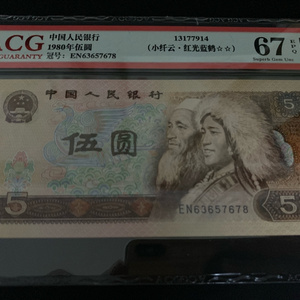 ACG
GUARANTY
中国人民银行
1980年伍圆
冠号: EN63657678
13177914
(小纤云·红光蓝鹤☆☆)
67 EPQ
Superb Gem Unc
中国人民银行
伍圆
5
5
5
EN63657678